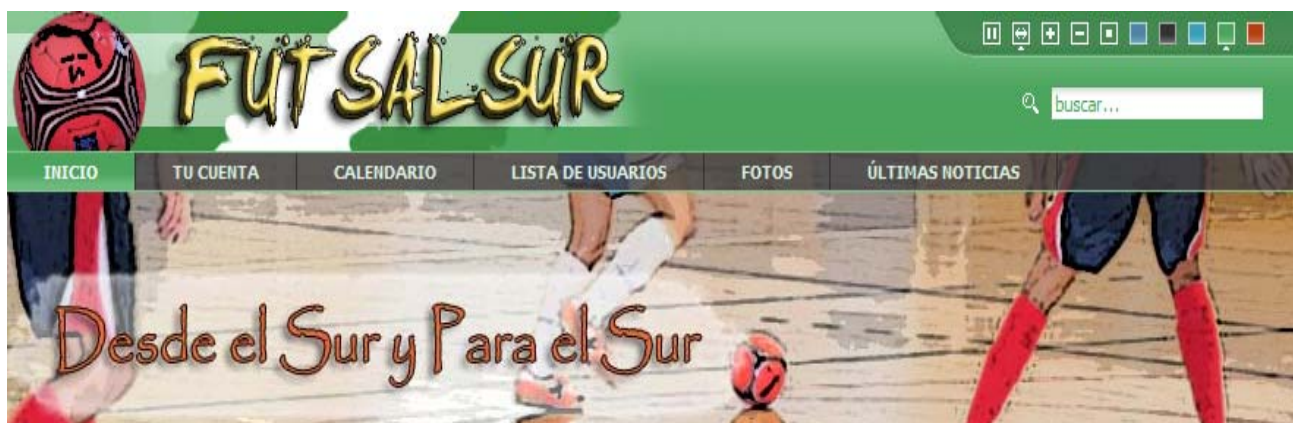 FUTSALSUR
buscar...
INICIO TU CUENTA CALENDARIO LISTA DE USUARIOS FOTOS ÚLTIMAS NOTICIAS
Desde el Sur y Para el Sur